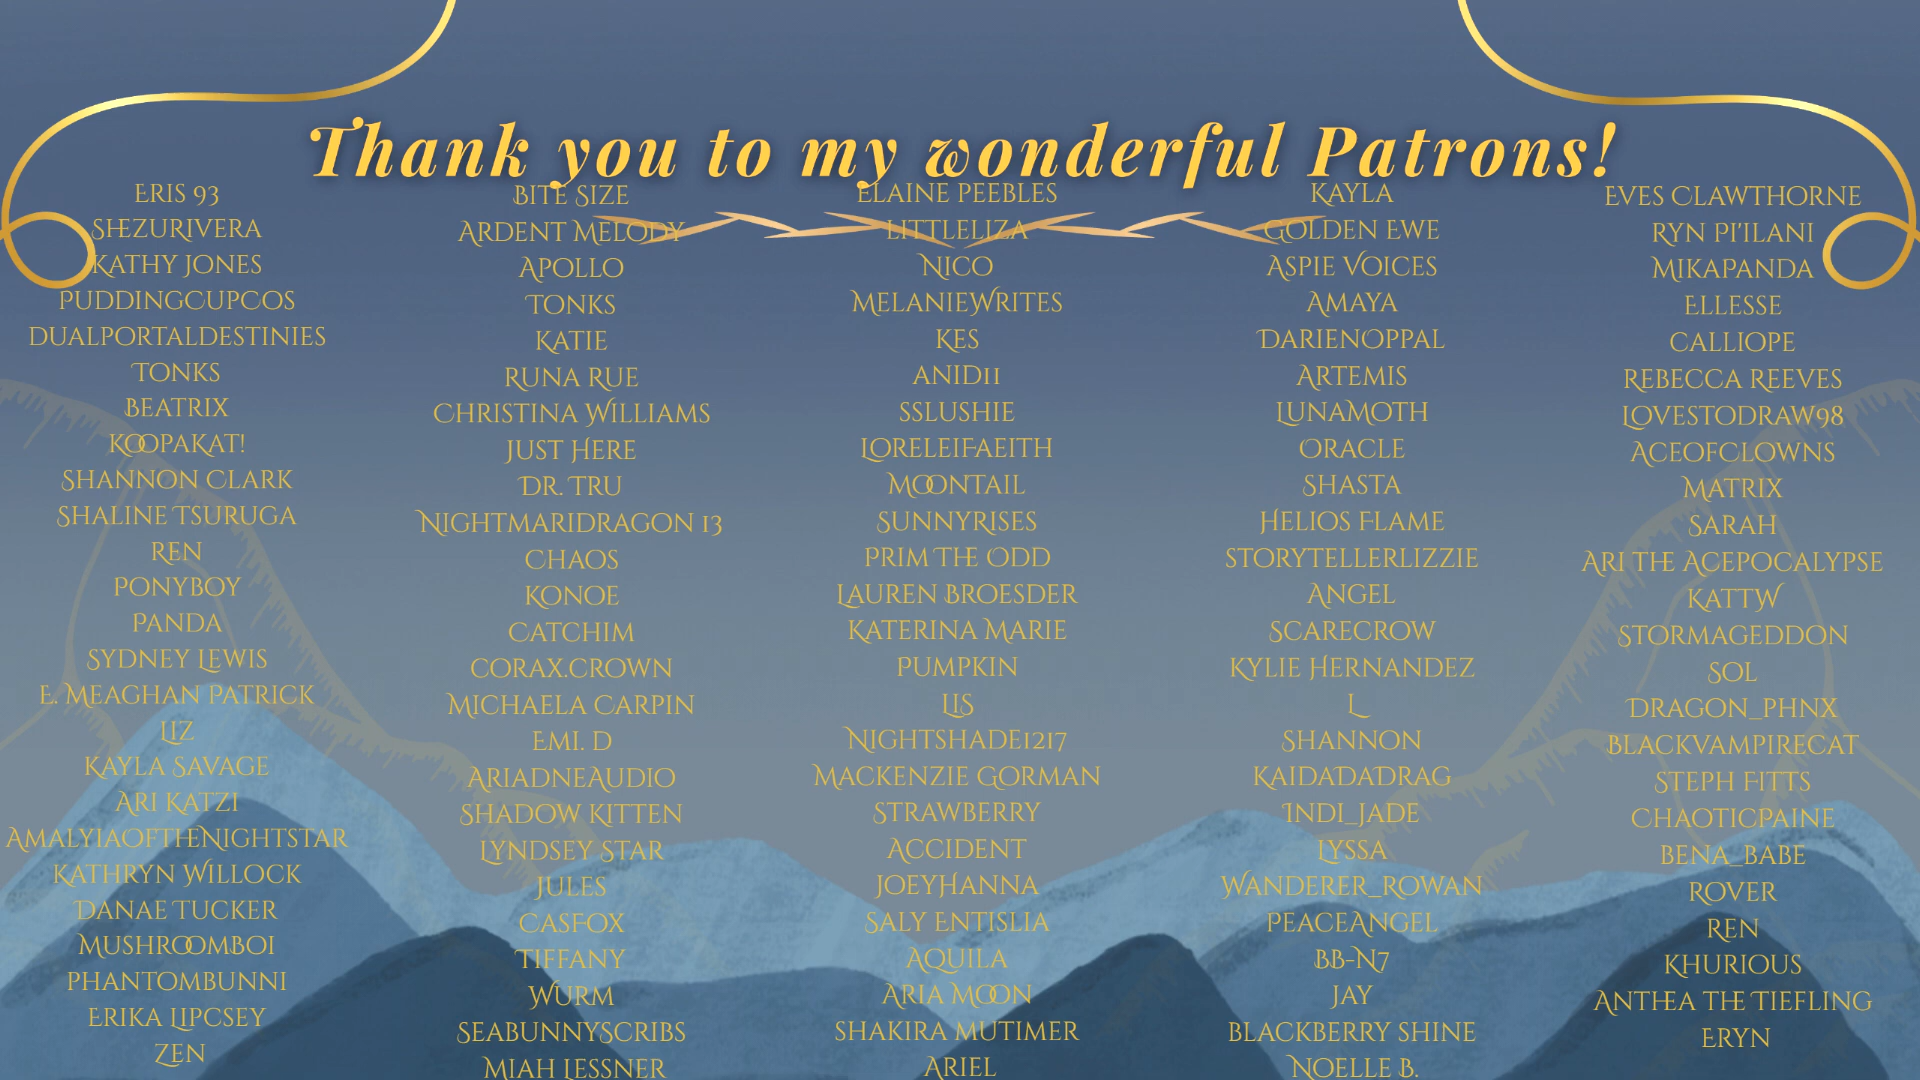 Thank you to my wonderful Patrons!
Eris 93
ShezuRivera
Kathy Jones
PuddingCupCos
dualportaldestinies
Tonks
Beatrix
KoopaKat!
Shannon Clark
Shaline Tsuruga
Ren
Ponyboy
Panda
Sydney Lewis
E. Meaghan Patrick
Liz
Kayla Savage
Ari Katzi
AmalyiaoftheNightstar
Kathryn Willock
Danae Tucker
Mushroomboi
phantombunni
Erika Lipcsey
Zen
Bite Size
Ardent Melody
Apollo
Tonks
Katie
Runa Rue
Christina Williams
Just Here
Dr. Tru
Nightmaridragon 13
Chaos
Konoe
Catchim
corax.crown
Michaela Carpin
Emi. D
AriadneAudio
Shadow Kitten
Lyndsey Star
Jules
Casfox
Tiffany
Wurm
SeabunnyScribs
Miah Lessner
Elaine Peebles
LittleLiza
Nico
MelanieWrites
Kes
anid11
sslushie
LoreleiFaeith
Moontail
SunnyRises
Prim The Odd
Lauren Broesder
Katerina Marie
Pumpkin
Lis
Nightshade1217
Mackenzie Gorman
Strawberry
Accident
JoeyHanna
Saly Entislia
Aquila
Aria Moon
shakira mutimer
Ariel
Kayla
Golden Ewe
Aspie Voices
Amaya
DarienOppal
Artemis
LunaMoth
Oracle
Shasta
Helios Flame
storytellerlizzie
Angel
Scarecrow
Kylie Hernandez
L
Shannon
KaidaDaDrag
Indi_Jade
Lyssa
Wanderer_Rowan
PeaceAngel
BB-N7
Jay
Blackberry Shine
Noelle B.
Eves Clawthorne
Ryn Pi'ilani
MikaPanda
Ellesse
Calliope
Rebecca Reeves
Lovestodraw98
Aceofclowns
Matrix
Sarah
Ari the Acepocalypse
KattW
Stormageddon
Sol
Dragon_phnx
Blackvampirecat
Steph Fitts
Chaoticpaine
Bena_Babe
Rover
Ren
Khurious
Anthea the Tiefling
Eryn